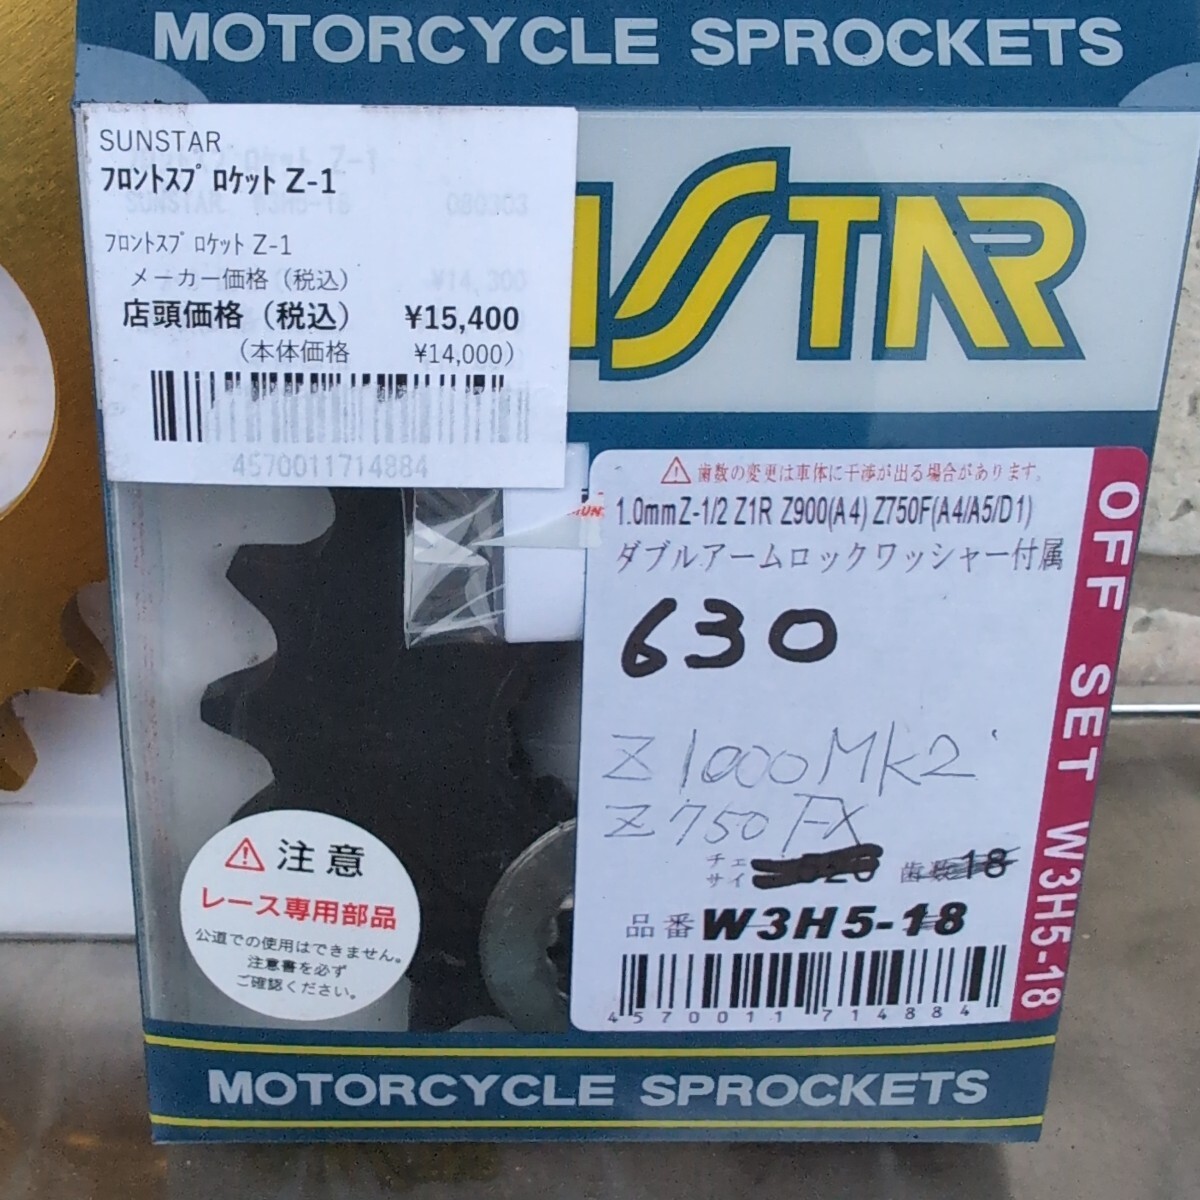 MOTORCYCLE SPROCKETS
SUNSTAR
フロントスプロケット Z-1
フロントスプロケット Z-1
メーカー価格（税込）
店頭価格（税込） ¥15,400
（本体価格 ¥14,000）
4570011714884
STAR
⚠歯数の変更は車体に干渉が出る場合があります。
1.0mmZ-1/2 Z1R Z900(A4) Z750F(A4/A5/D1)
ダブルアームロックワッシャー付属
630
Z1000Mk2
Z750FX
チェ
サイ 歯数18
品番 W3H5-18
4570011 714884
OFF SET W3H5-18
⚠注意
レース専用部品
公道での使用はできません。
注意書を必ず
ご確認ください。
MOTORCYCLE SPROCKETS